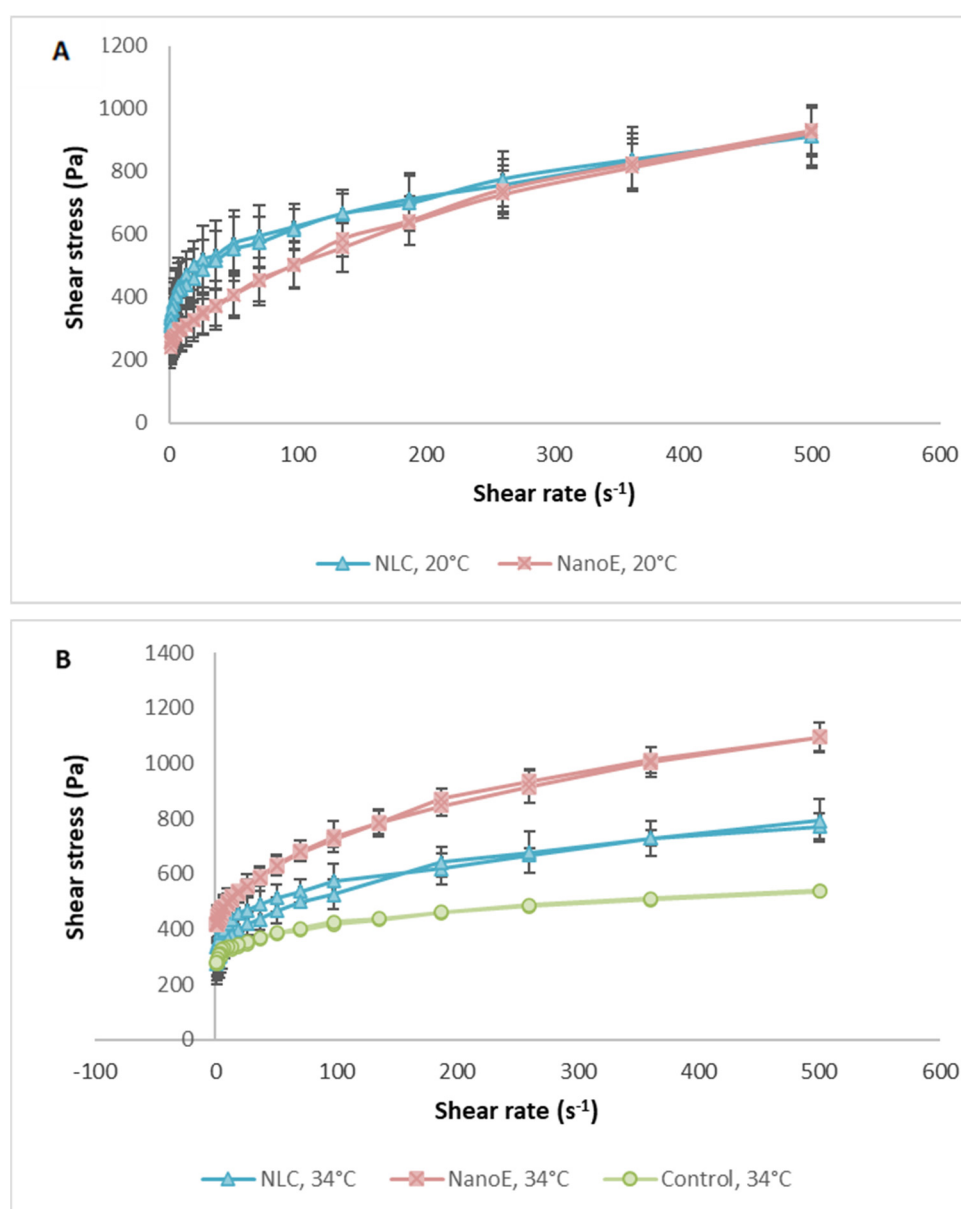 A
1200
1000
800
600
400
200
0
Shear stress (Pa)
0 100 200 300 400 500 600
Shear rate (s-1)
NLC, 20°C NanoE, 20°C
B
1400
1200
1000
800
600
400
200
0
Shear stress (Pa)
-100 0 100 200 300 400 500 600
Shear rate (s-1)
NLC, 34°C NanoE, 34°C Control, 34°C